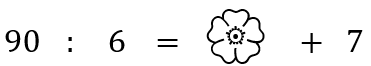 90 : 6 = + 7